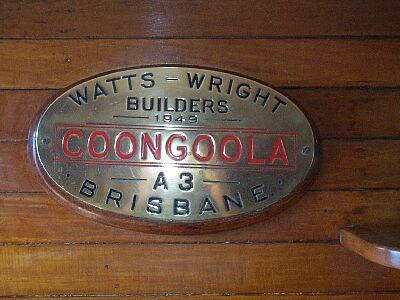 WATTS - WRIGHT
BUILDERS
1949
COONGOOLA
A3
BRISBANE.